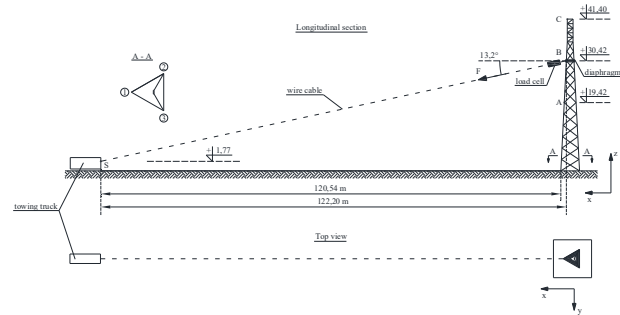 Longitudinal section
C
+41,40
A - A
2
1
3
13,2°
B
+30,42
F
load cell
diaphragm
wire cable
A
+19,42
S
+1,77
A
A
z
x
120,54 m
122,20 m
towing truck
Top view
x
y